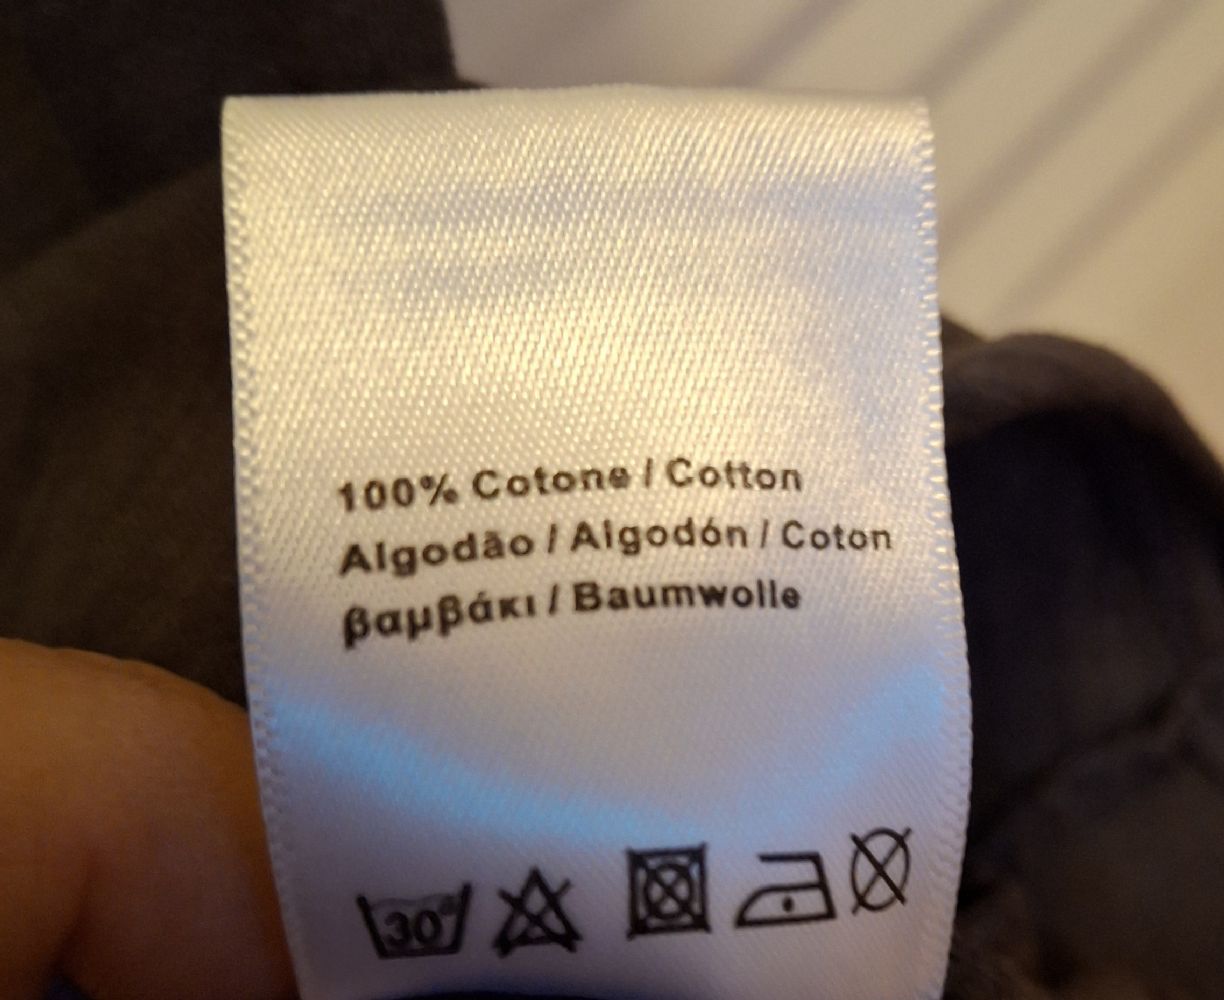 100% Cotone / Cotton
Algodão / Algodón / Coton
βαμβάκι / Baumwolle
30°